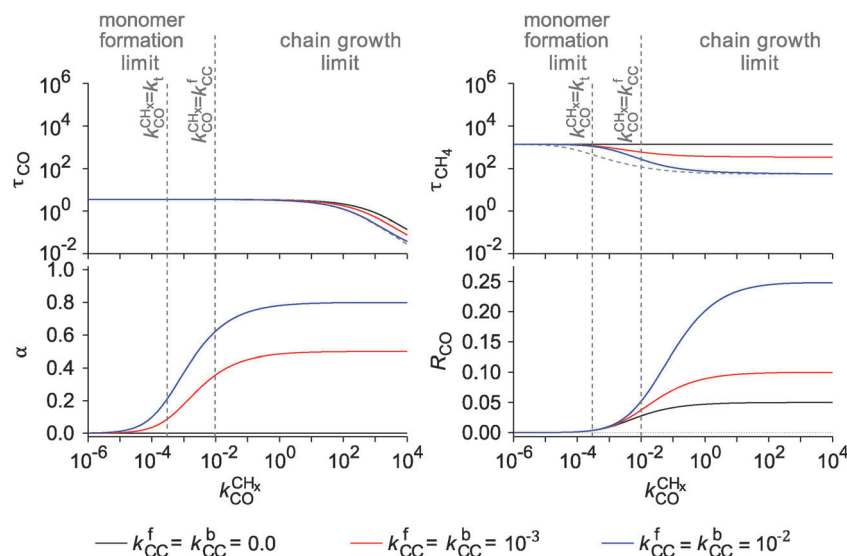 monomer
formation
limit
chain growth
limit
k_CO^CHx=k_t
k_CO^CHx=k_CC^f
10^6
10^4
10^2
10^0
10^-2
τ_CO
1.0
0.8
0.6
0.4
0.2
0.0
α
10^-6 10^-4 10^-2 10^0 10^2 10^4
k_CO^CHx
monomer
formation
limit
chain growth
limit
k_CO^CHx=k_t
k_CO^CHx=k_CC^f
10^6
10^4
10^2
10^0
10^-2
τ_CH4
0.25
0.20
0.15
0.10
0.05
0.00
R_CO
10^-6 10^-4 10^-2 10^0 10^2 10^4
k_CO^CHx
k_CC^f = k_CC^b = 0.0 k_CC^f = k_CC^b = 10^-3 k_CC^f = k_CC^b = 10^-2